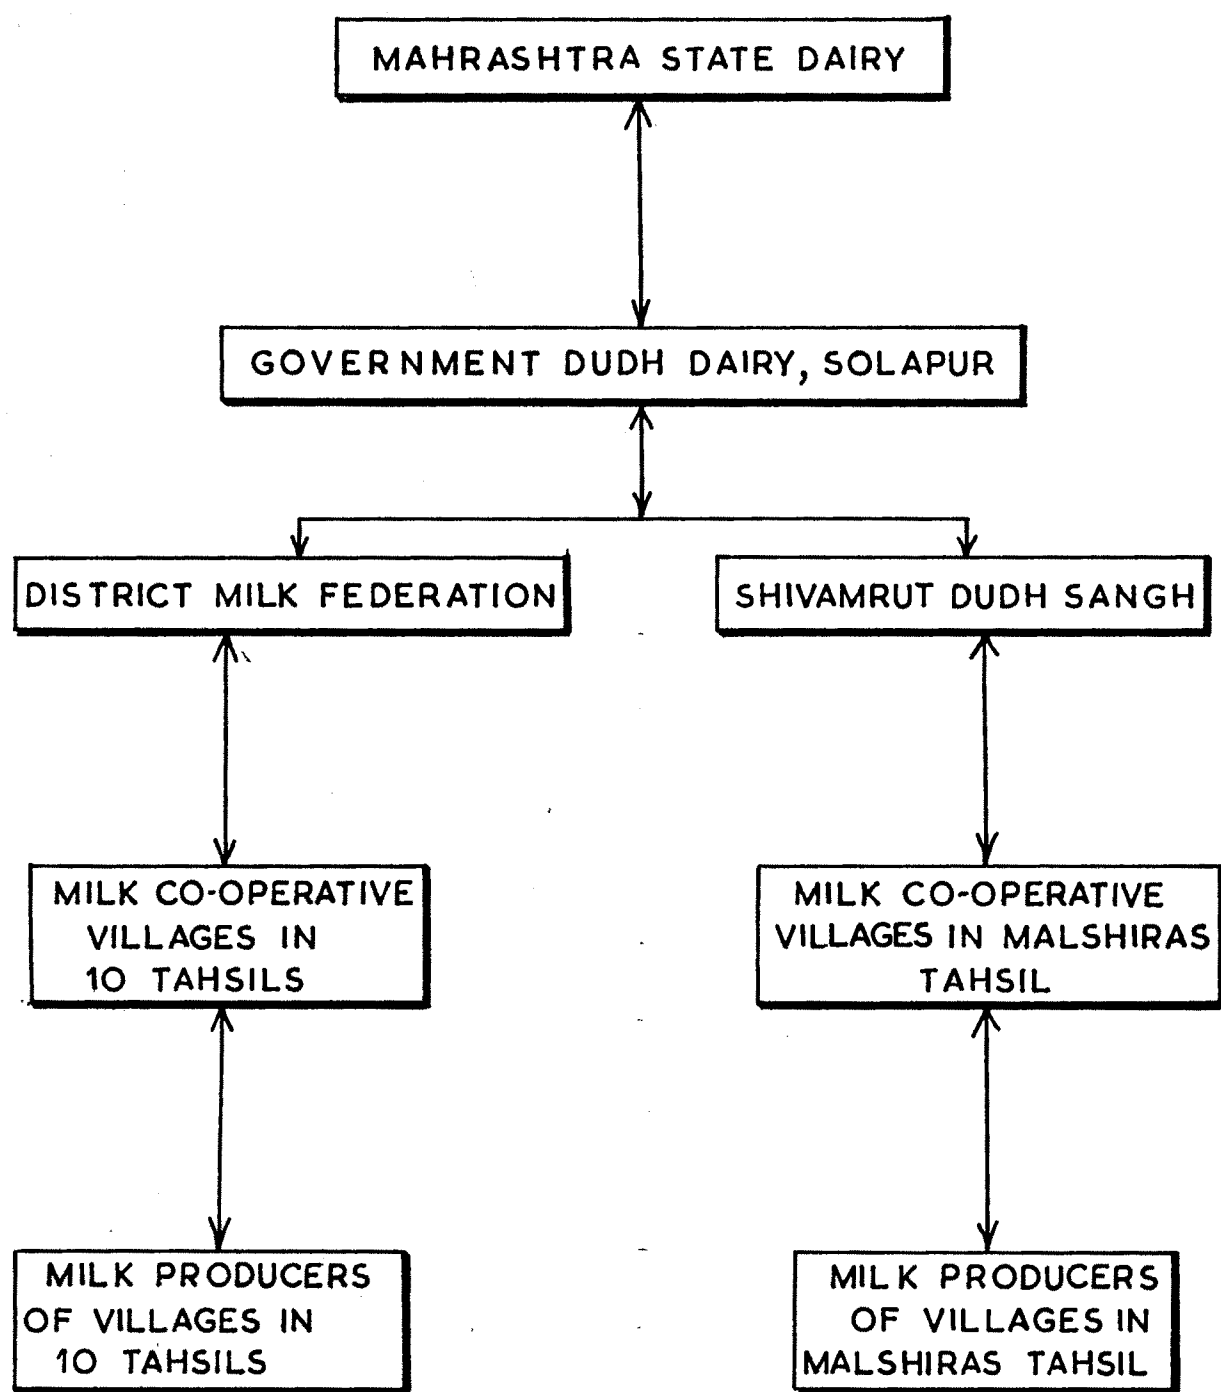 MAHRASHTRA STATE DAIRY
GOVERNMENT DUDH DAIRY, SOLAPUR
DISTRICT MILK FEDERATION
SHIVAMRUT DUDH SANGH
MILK CO-OPERATIVE
VILLAGES IN
10 TAHSILS
MILK CO-OPERATIVE
VILLAGES IN MALSHIRAS
TAHSIL
MILK PRODUCERS
OF VILLAGES IN
10 TAHSILS
MILK PRODUCERS
OF VILLAGES IN
MALSHIRAS TAHSIL